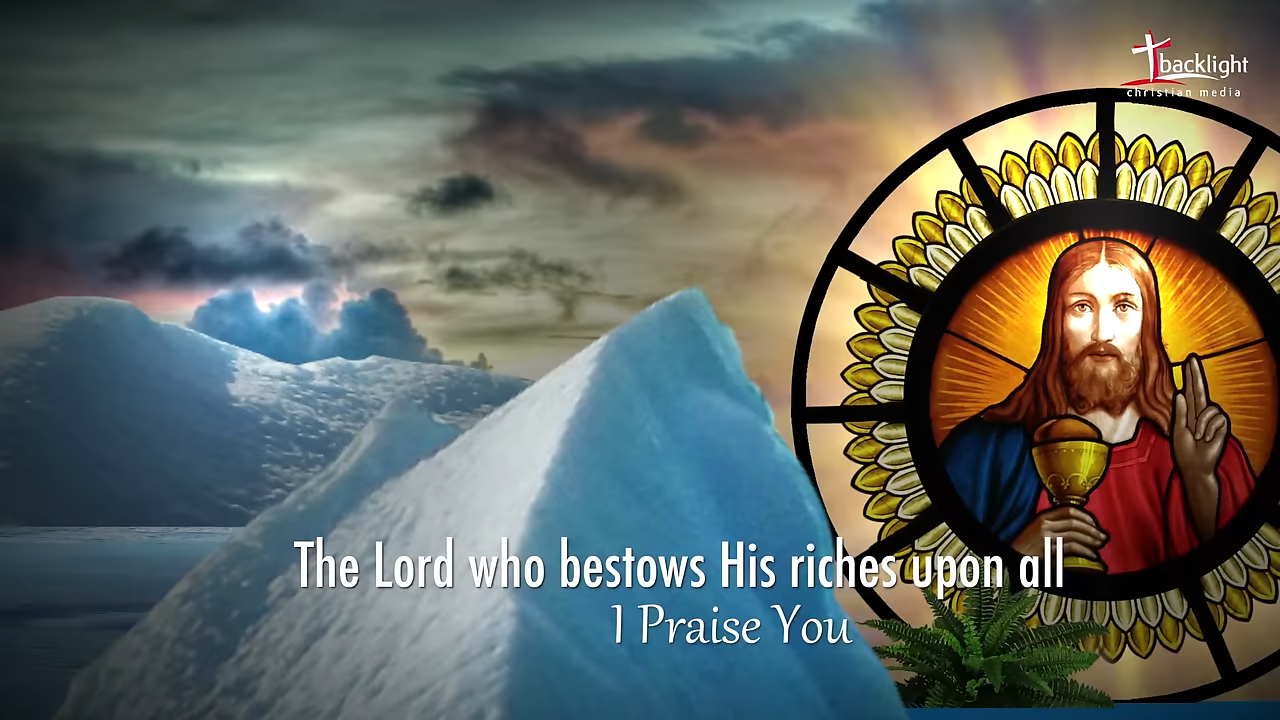 backlight
christian media
The Lord who bestows His riches upon all
I Praise You